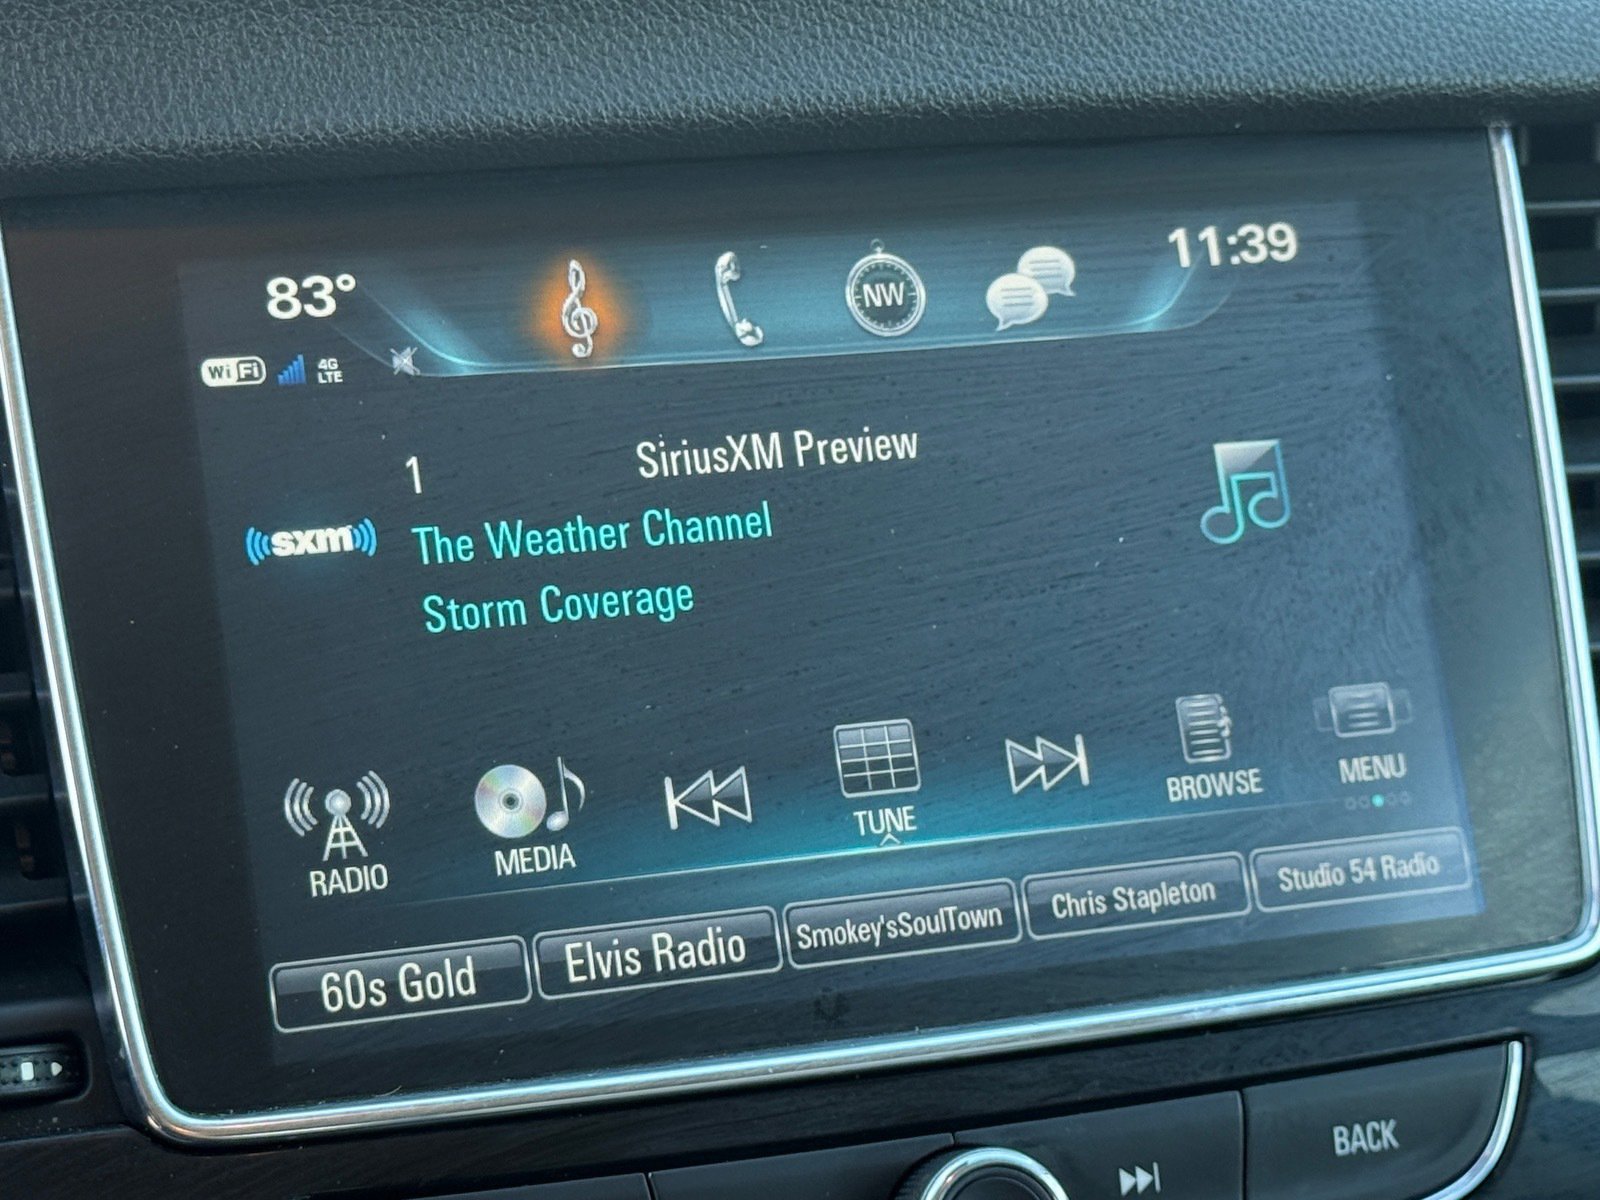 83°
NW
11:39
WiFi
4G
LTE
1
SiriusXM Preview
sxm
The Weather Channel
Storm Coverage
RADIO
MEDIA
TUNE
BROWSE
MENU
60s Gold
Elvis Radio
Smokey'sSoulTown
Chris Stapleton
Studio 54 Radio
BACK